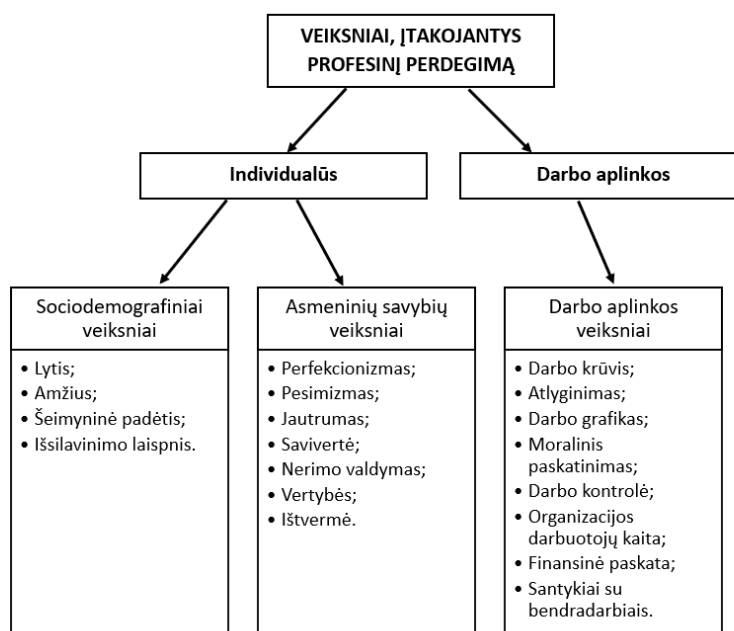 VEIKSNIAI, ĮTAKOJANTYS
PROFESINĮ PERDEGIMĄ
Individualūs
Darbo aplinkos
Sociodemografiniai
veiksniai
• Lytis;
• Amžius;
• Šeimyninė padėtis;
• Išsilavinimo laispnis.
Asmeninių savybių
veiksniai
• Perfekcionizmas;
• Pesimizmas;
• Jautrumas;
• Savivertė;
• Nerimo valdymas;
• Vertybės;
• Ištvermė.
Darbo aplinkos
veiksniai
• Darbo krūvis;
• Atlyginimas;
• Darbo grafikas;
• Moralinis
paskatinimas;
• Darbo kontrolė;
• Organizacijos
darbuotojų kaita;
• Finansinė paskata;
• Santykiai su
bendradarbiais.